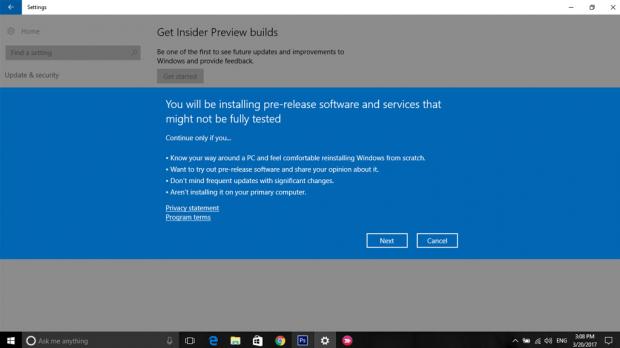 Settings
Home
Get Insider Preview builds
Find a setting
Be one of the first to see future updates and improvements to
Windows and provide feedback.
Update & security
Get started
You will be installing pre-release software and services that
might not be fully tested
Continue only if you...
• Know your way around a PC and feel comfortable reinstalling Windows from scratch.
• Want to try out pre-release software and share your opinion about it.
• Don't mind frequent updates with significant changes.
• Aren't installing it on your primary computer.
Privacy statement
Program terms
Next
Cancel
Ask me anything
Ps
ENG
3:08 PM
3/20/2017